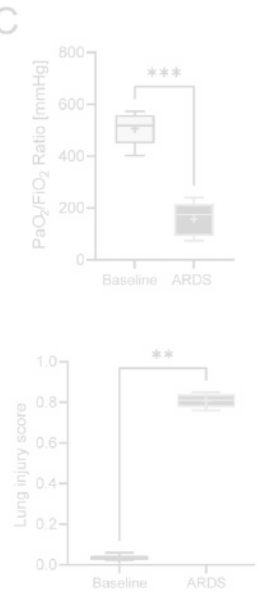 C
PaO2/FiO2 Ratio [mmHg]
800
600
400
200
0
***
Baseline ARDS
Lung injury score
1.0
0.8
0.6
0.4
0.2
0.0
**
Baseline ARDS